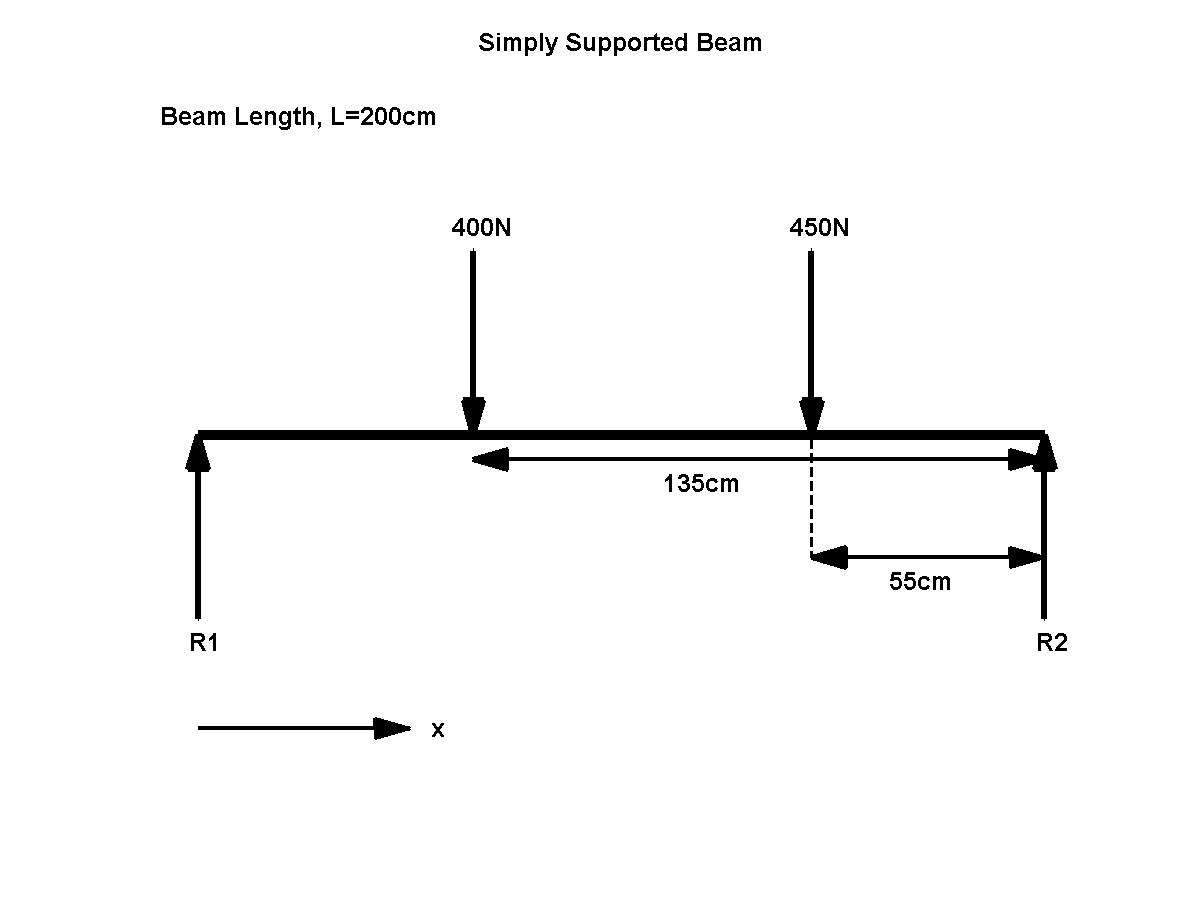 Simply Supported Beam
Beam Length, L=200cm
400N
450N
135cm
55cm
R1
R2
x